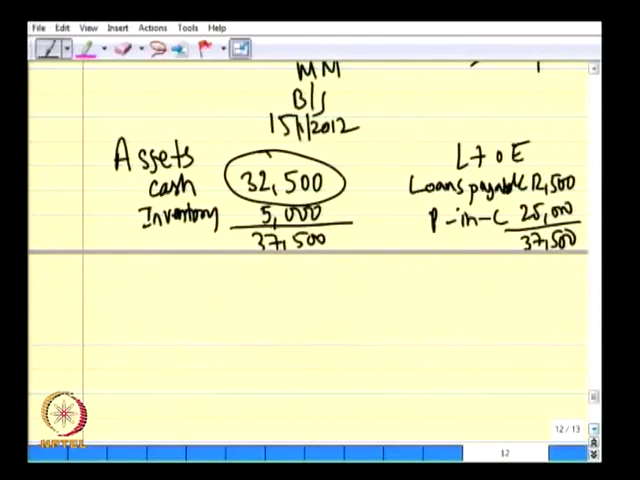 File Edit View Insert Actions Tools Help
MM
B/S
15/1/2012
Assets L + OE
cash 32,500 Loans payable 12,500
Inventory 5,000 P-in-C 25,000
37,500 37,500
12 / 13
NPTEL
12